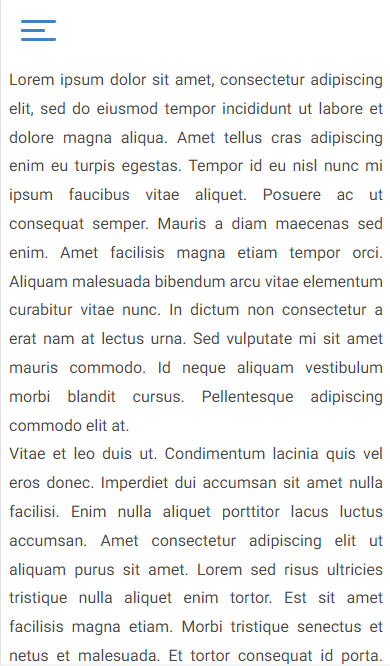 Lorem ipsum dolor sit amet, consectetur adipiscing
elit, sed do eiusmod tempor incididunt ut labore et
dolore magna aliqua. Amet tellus cras adipiscing
enim eu turpis egestas. Tempor id eu nisl nunc mi
ipsum faucibus vitae aliquet. Posuere ac ut
consequat semper. Mauris a diam maecenas sed
enim. Amet facilisis magna etiam tempor orci.
Aliquam malesuada bibendum arcu vitae elementum
curabitur vitae nunc. In dictum non consectetur a
erat nam at lectus urna. Sed vulputate mi sit amet
mauris commodo. Id neque aliquam vestibulum
morbi blandit cursus. Pellentesque adipiscing
commodo elit at.
Vitae et leo duis ut. Condimentum lacinia quis vel
eros donec. Imperdiet dui accumsan sit amet nulla
facilisi. Enim nulla aliquet porttitor lacus luctus
accumsan. Amet consectetur adipiscing elit ut
aliquam purus sit amet. Lorem sed risus ultricies
tristique nulla aliquet enim tortor. Est sit amet
facilisis magna etiam. Morbi tristique senectus et
netus et malesuada. Et tortor consequat id porta.